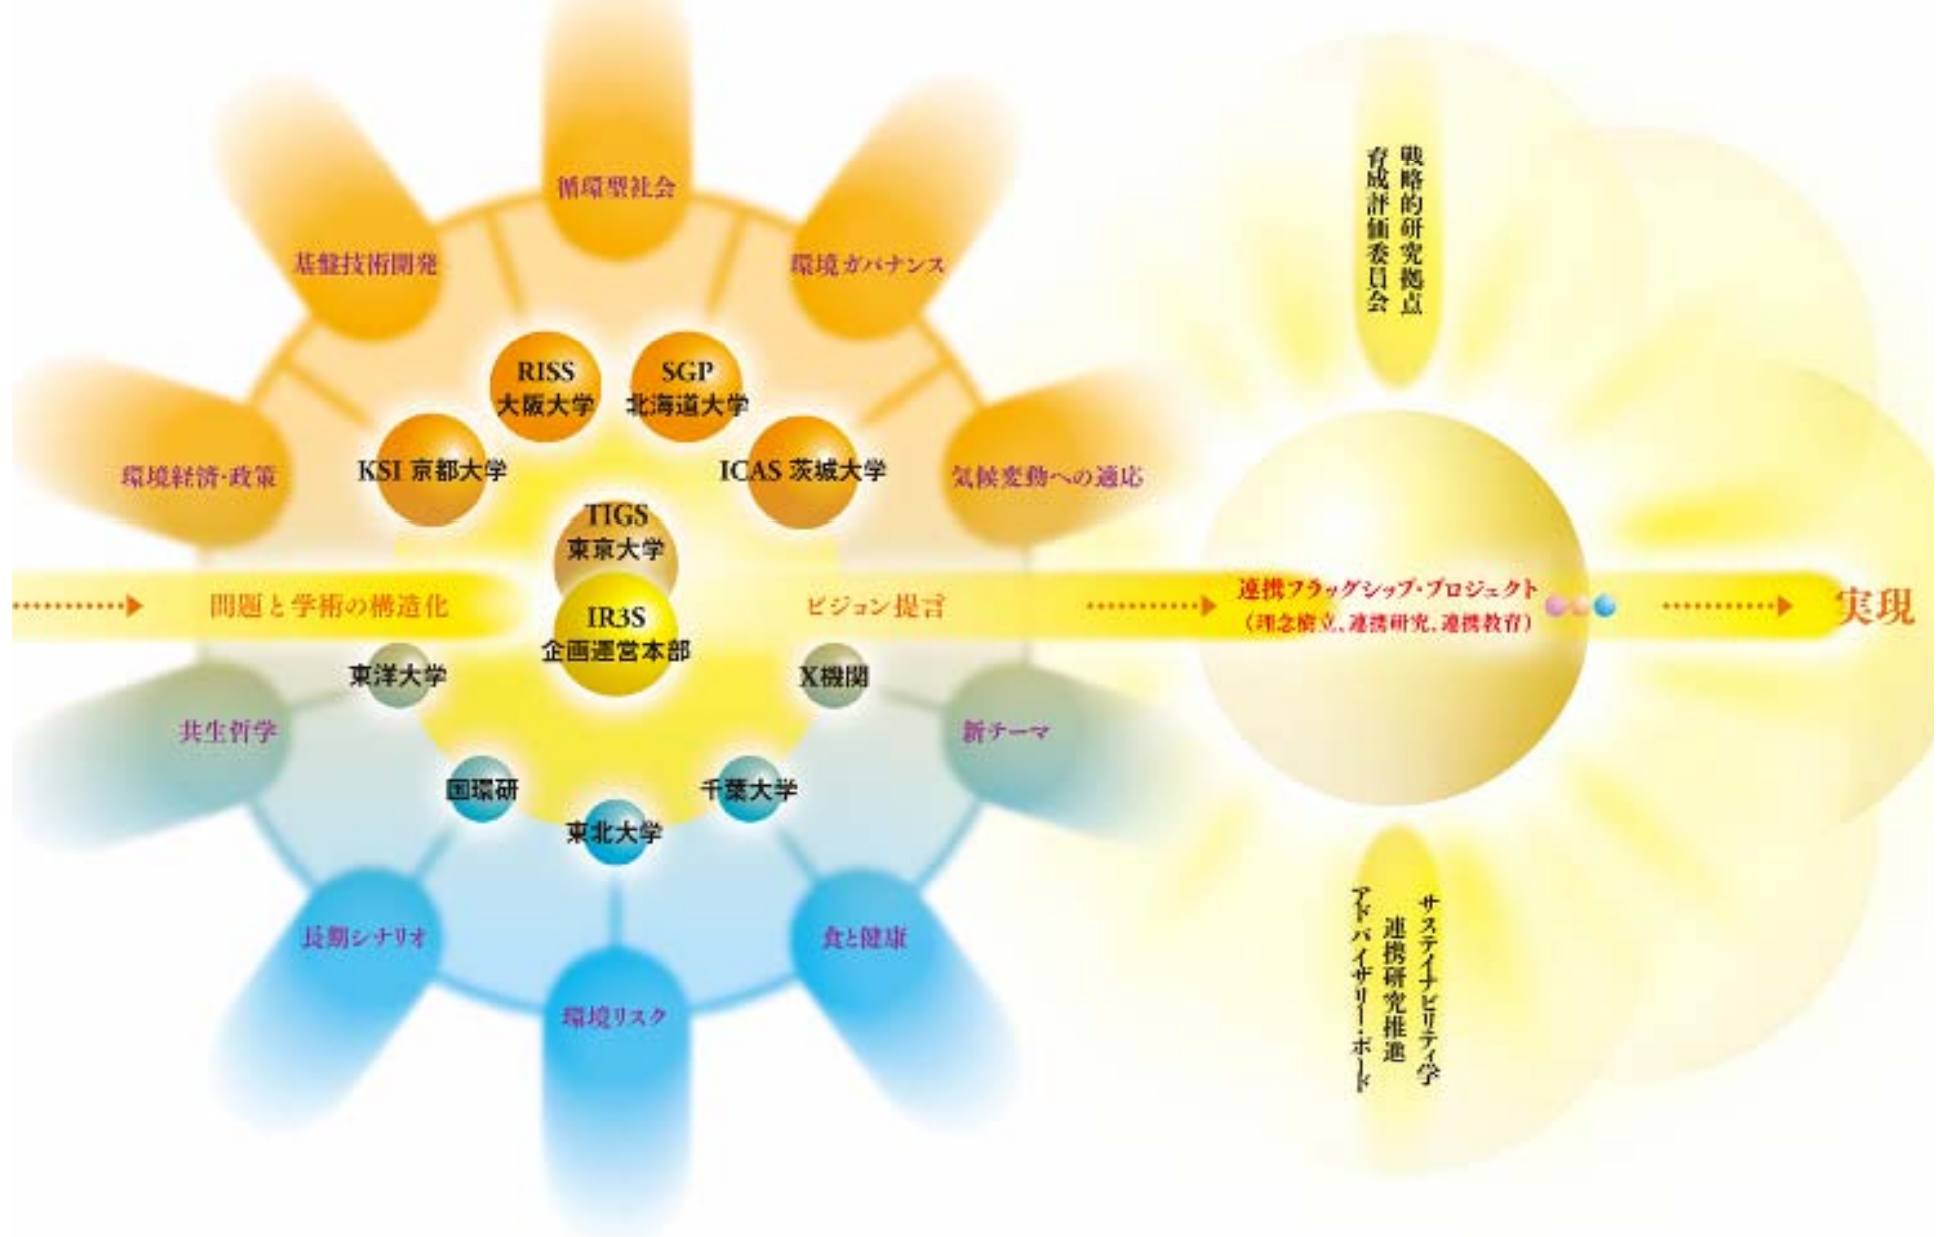 循環型社会
基盤技術開発
環境ガバナンス
RISS
大阪大学
SGP
北海道大学
KSI 京都大学
ICAS 茨城大学
環境経済・政策
気候変動への適応
TIGS
東京大学
問題と学術の構造化
IR3S
企画運営本部
ビジョン提言
東洋大学
X機関
共生哲学
新テーマ
国環研
千葉大学
東北大学
長期シナリオ
食と健康
環境リスク
戦略的研究拠点
育成評価委員会
連携フラッグシップ・プロジェクト
(理念樹立、連携研究、連携教育)
実現
サステイナビリティ学
連携研究推進
アドバイザリー・ボード